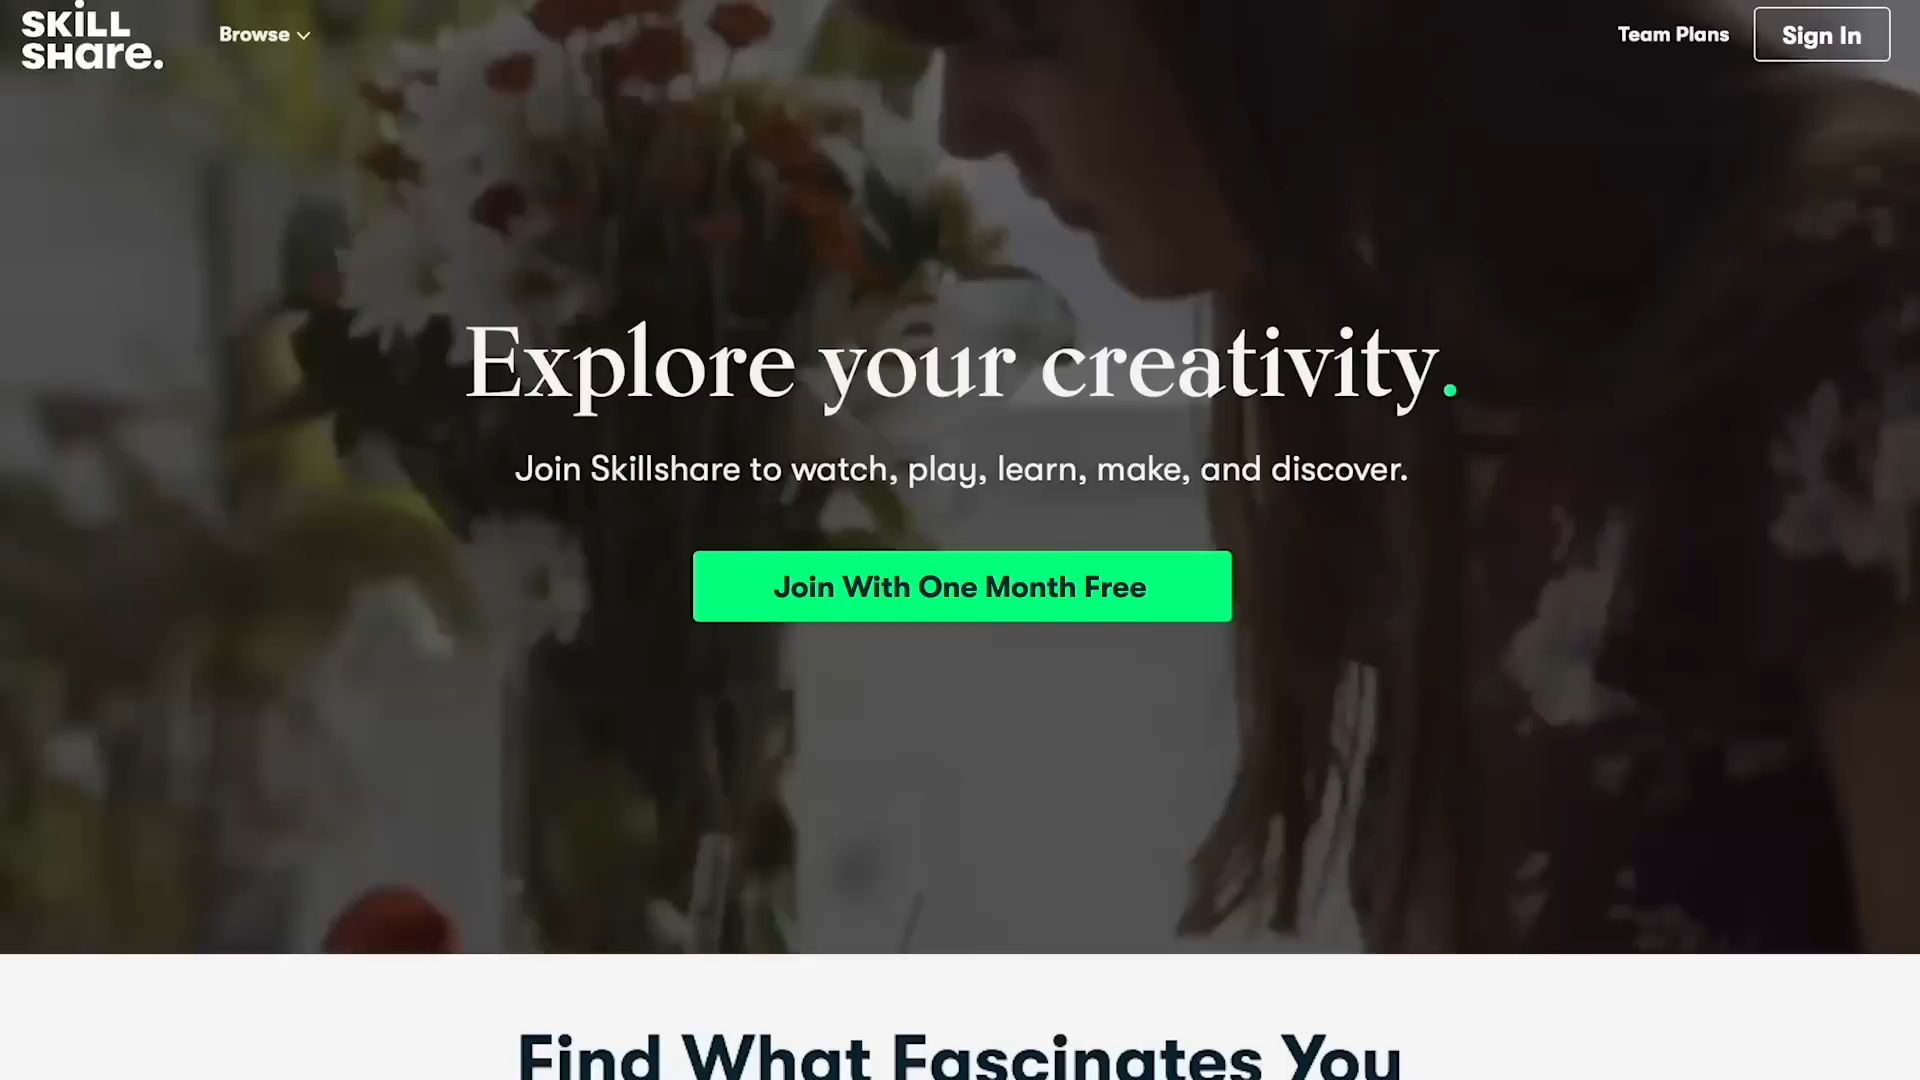 SKiLL
SHare.
Browse
Team Plans
Sign In
Explore your creativity.
Join Skillshare to watch, play, learn, make, and discover.
Join With One Month Free
Find What Fascinates You